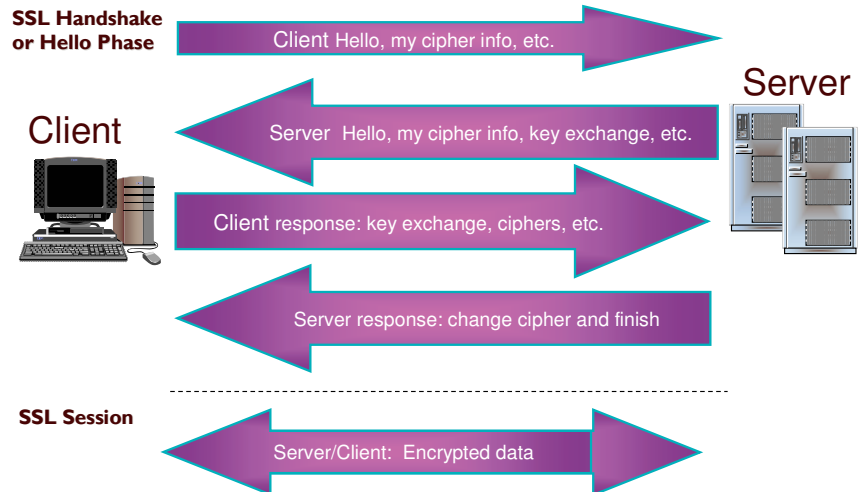 SSL Handshake
or Hello Phase
Client Hello, my cipher info, etc.
Server
Client
Server Hello, my cipher info, key exchange, etc.
Client response: key exchange, ciphers, etc.
Server response: change cipher and finish
SSL Session
Server/Client: Encrypted data